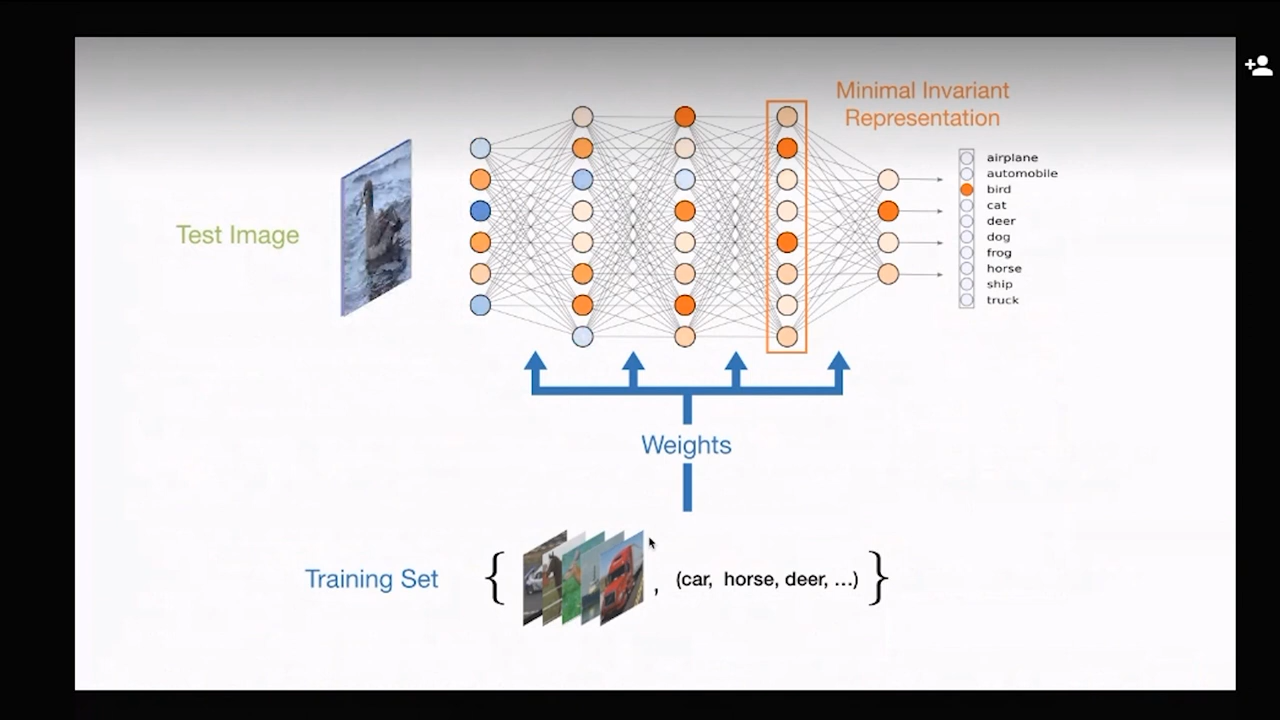 Minimal Invariant
Representation
airplane
automobile
bird
cat
deer
dog
frog
horse
ship
truck
Test Image
Weights
Training Set
{ , (car, horse, deer, ...) }